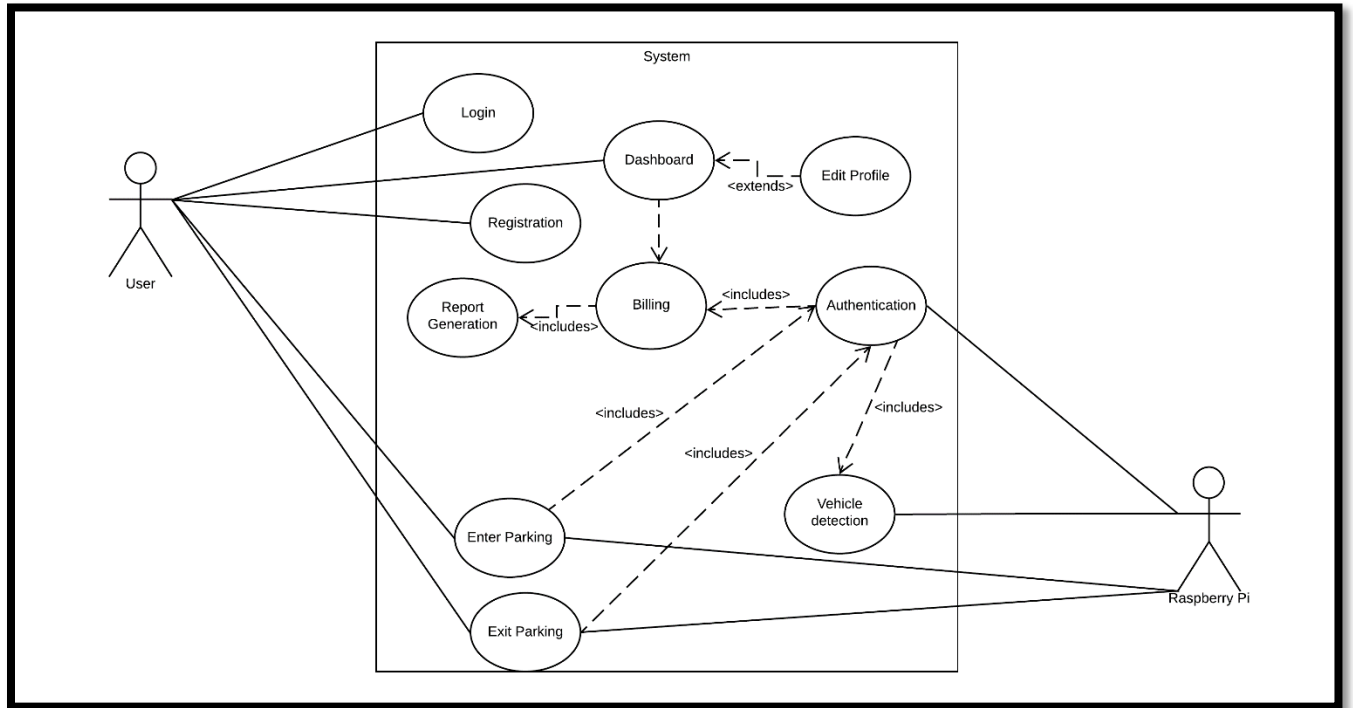 System
Login
Dashboard
Edit Profile
<extends>
Registration
User
Report
Generation
<includes>
Billing
<includes>
Authentication
<includes>
<includes>
<includes>
Vehicle
detection
Enter Parking
Exit Parking
Raspberry Pi